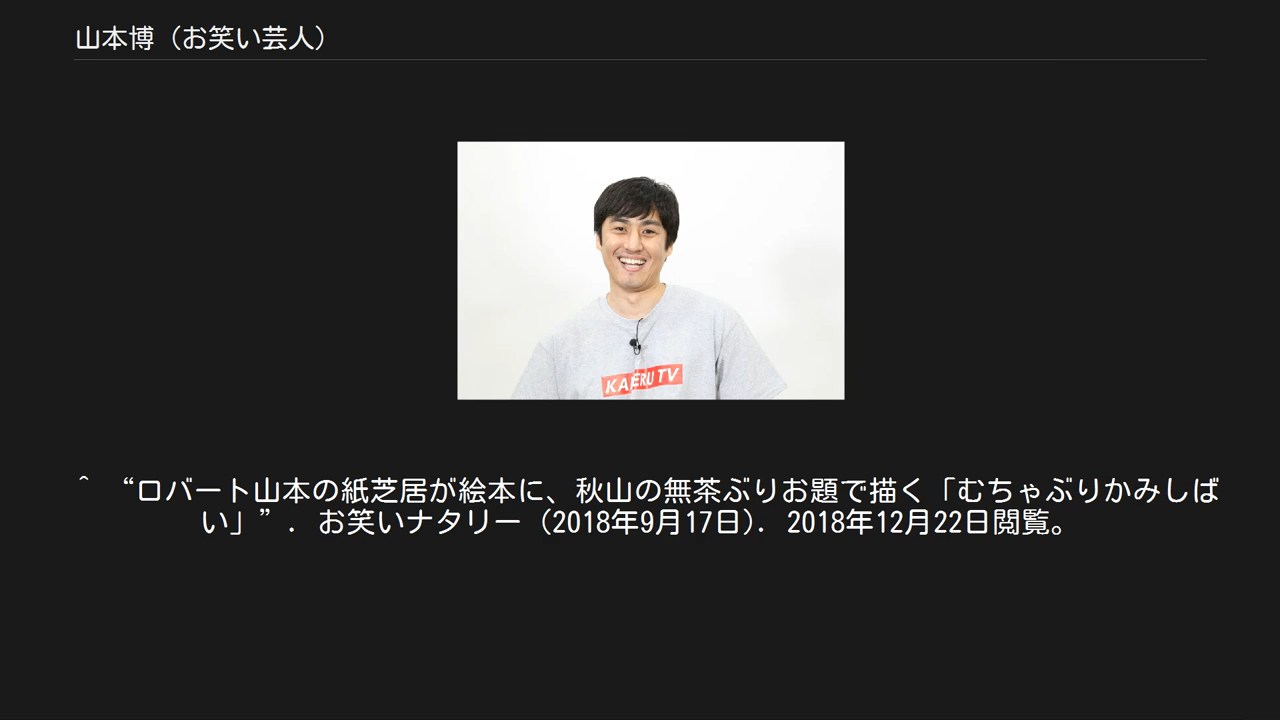 山本博（お笑い芸人）
KAERU TV
^ “ロバート山本の紙芝居が絵本に、秋山の無茶ぶりお題で描く「むちゃぶりかみしば
い」”. お笑いナタリー (2018年9月17日). 2018年12月22日閲覧。